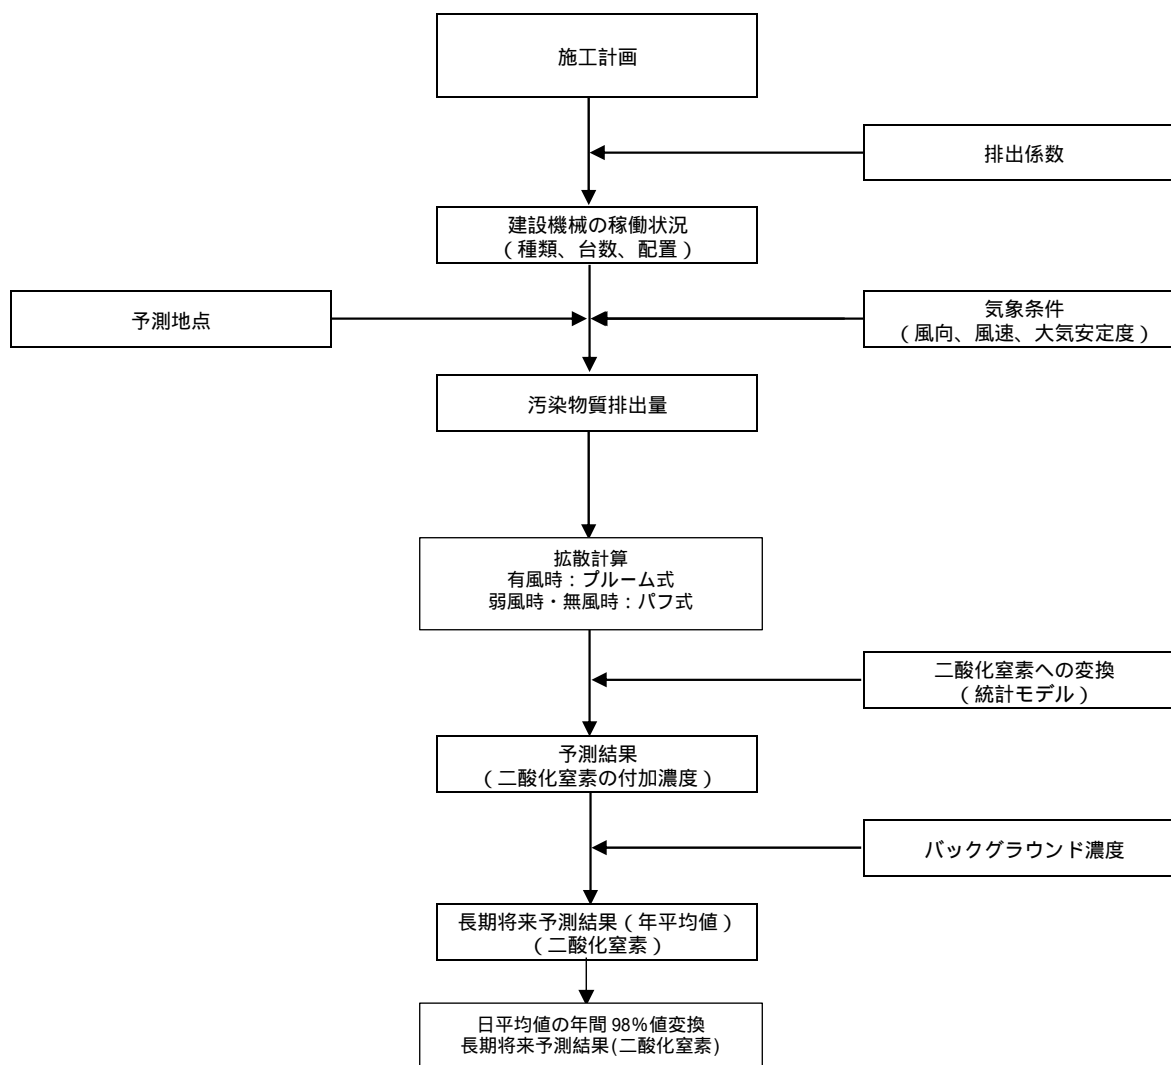 施工計画
排出係数
建設機械の稼働状況
（種類、台数、配置）
予測地点
気象条件
（風向、風速、大気安定度）
汚染物質排出量
拡散計算
有風時：プルーム式
弱風時・無風時：パフ式
二酸化窒素への変換
（統計モデル）
予測結果
（二酸化窒素の付加濃度）
バックグラウンド濃度
長期将来予測結果（年平均値）
（二酸化窒素）
日平均値の年間 98%値変換
長期将来予測結果(二酸化窒素)